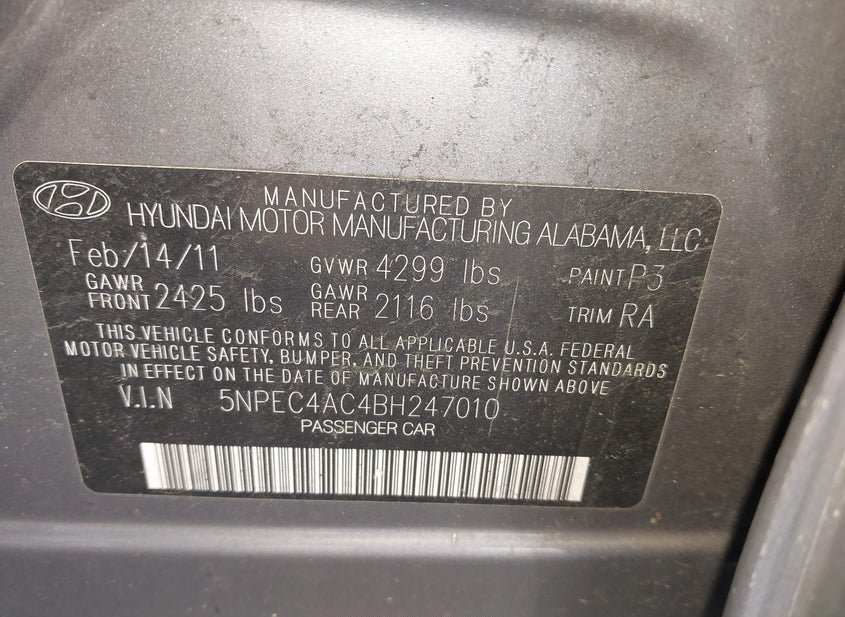 MANUFACTURED BY
HYUNDAI MOTOR MANUFACTURING ALABAMA, LLC
Feb/14/11 GVWR 4299 lbs PAINT P3
GAWR FRONT 2425 lbs GAWR REAR 2116 lbs TRIM RA
THIS VEHICLE CONFORMS TO ALL APPLICABLE U.S.A. FEDERAL
MOTOR VEHICLE SAFETY, BUMPER, AND THEFT PREVENTION STANDARDS
IN EFFECT ON THE DATE OF MANUFACTURE SHOWN ABOVE
V.I.N 5NPEC4AC4BH247010
PASSENGER CAR